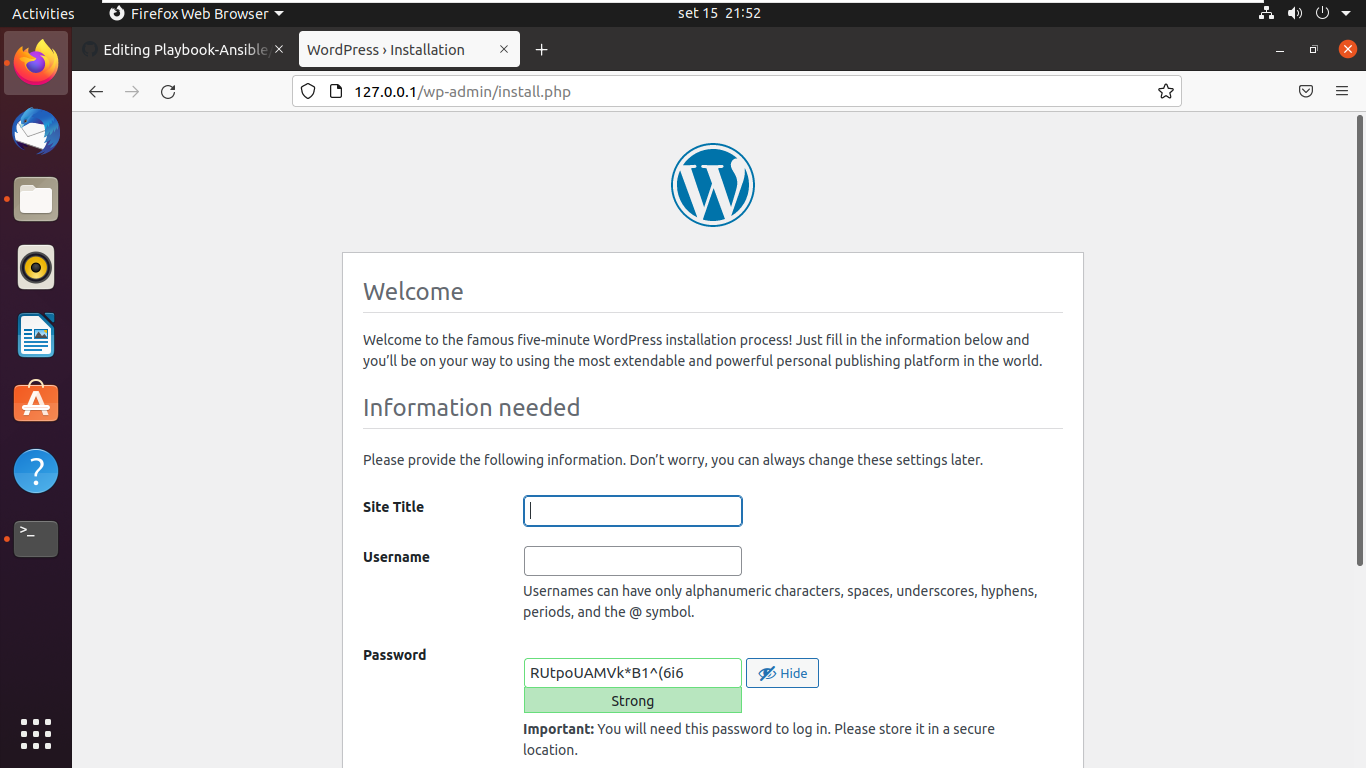 Activities
Firefox Web Browser
set 15 21:52
Editing Playbook-Ansible/
WordPress › Installation
127.0.0.1/wp-admin/install.php
Welcome
Welcome to the famous five-minute WordPress installation process! Just fill in the information below and
you’ll be on your way to using the most extendable and powerful personal publishing platform in the world.
Information needed
Please provide the following information. Don’t worry, you can always change these settings later.
Site Title
Username
Usernames can have only alphanumeric characters, spaces, underscores, hyphens,
periods, and the @ symbol.
Password
RUtpoUAMVk*B1^(6i6
Hide
Strong
Important: You will need this password to log in. Please store it in a secure
location.